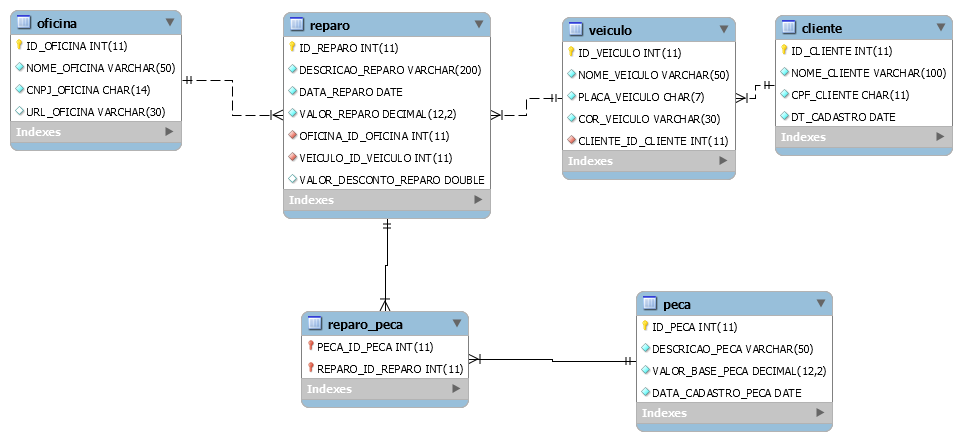 oficina
ID_OFICINA INT(11)
NOME_OFICINA VARCHAR(50)
CNPJ_OFICINA CHAR(14)
URL_OFICINA VARCHAR(30)
Indexes
reparo
ID_REPARO INT(11)
DESCRICAO_REPARO VARCHAR(200)
DATA_REPARO DATE
VALOR_REPARO DECIMAL(12,2)
OFICINA_ID_OFICINA INT(11)
VEICULO_ID_VEICULO INT(11)
VALOR_DESCONTO_REPARO DOUBLE
Indexes
veiculo
ID_VEICULO INT(11)
NOME_VEICULO VARCHAR(50)
PLACA_VEICULO CHAR(7)
COR_VEICULO VARCHAR(30)
CLIENTE_ID_CLIENTE INT(11)
Indexes
cliente
ID_CLIENTE INT(11)
NOME_CLIENTE VARCHAR(100)
CPF_CLIENTE CHAR(11)
DT_CADASTRO DATE
Indexes
reparo_peca
PECA_ID_PECA INT(11)
REPARO_ID_REPARO INT(11)
Indexes
peca
ID_PECA INT(11)
DESCRICAO_PECA VARCHAR(50)
VALOR_BASE_PECA DECIMAL(12,2)
DATA_CADASTRO_PECA DATE
Indexes